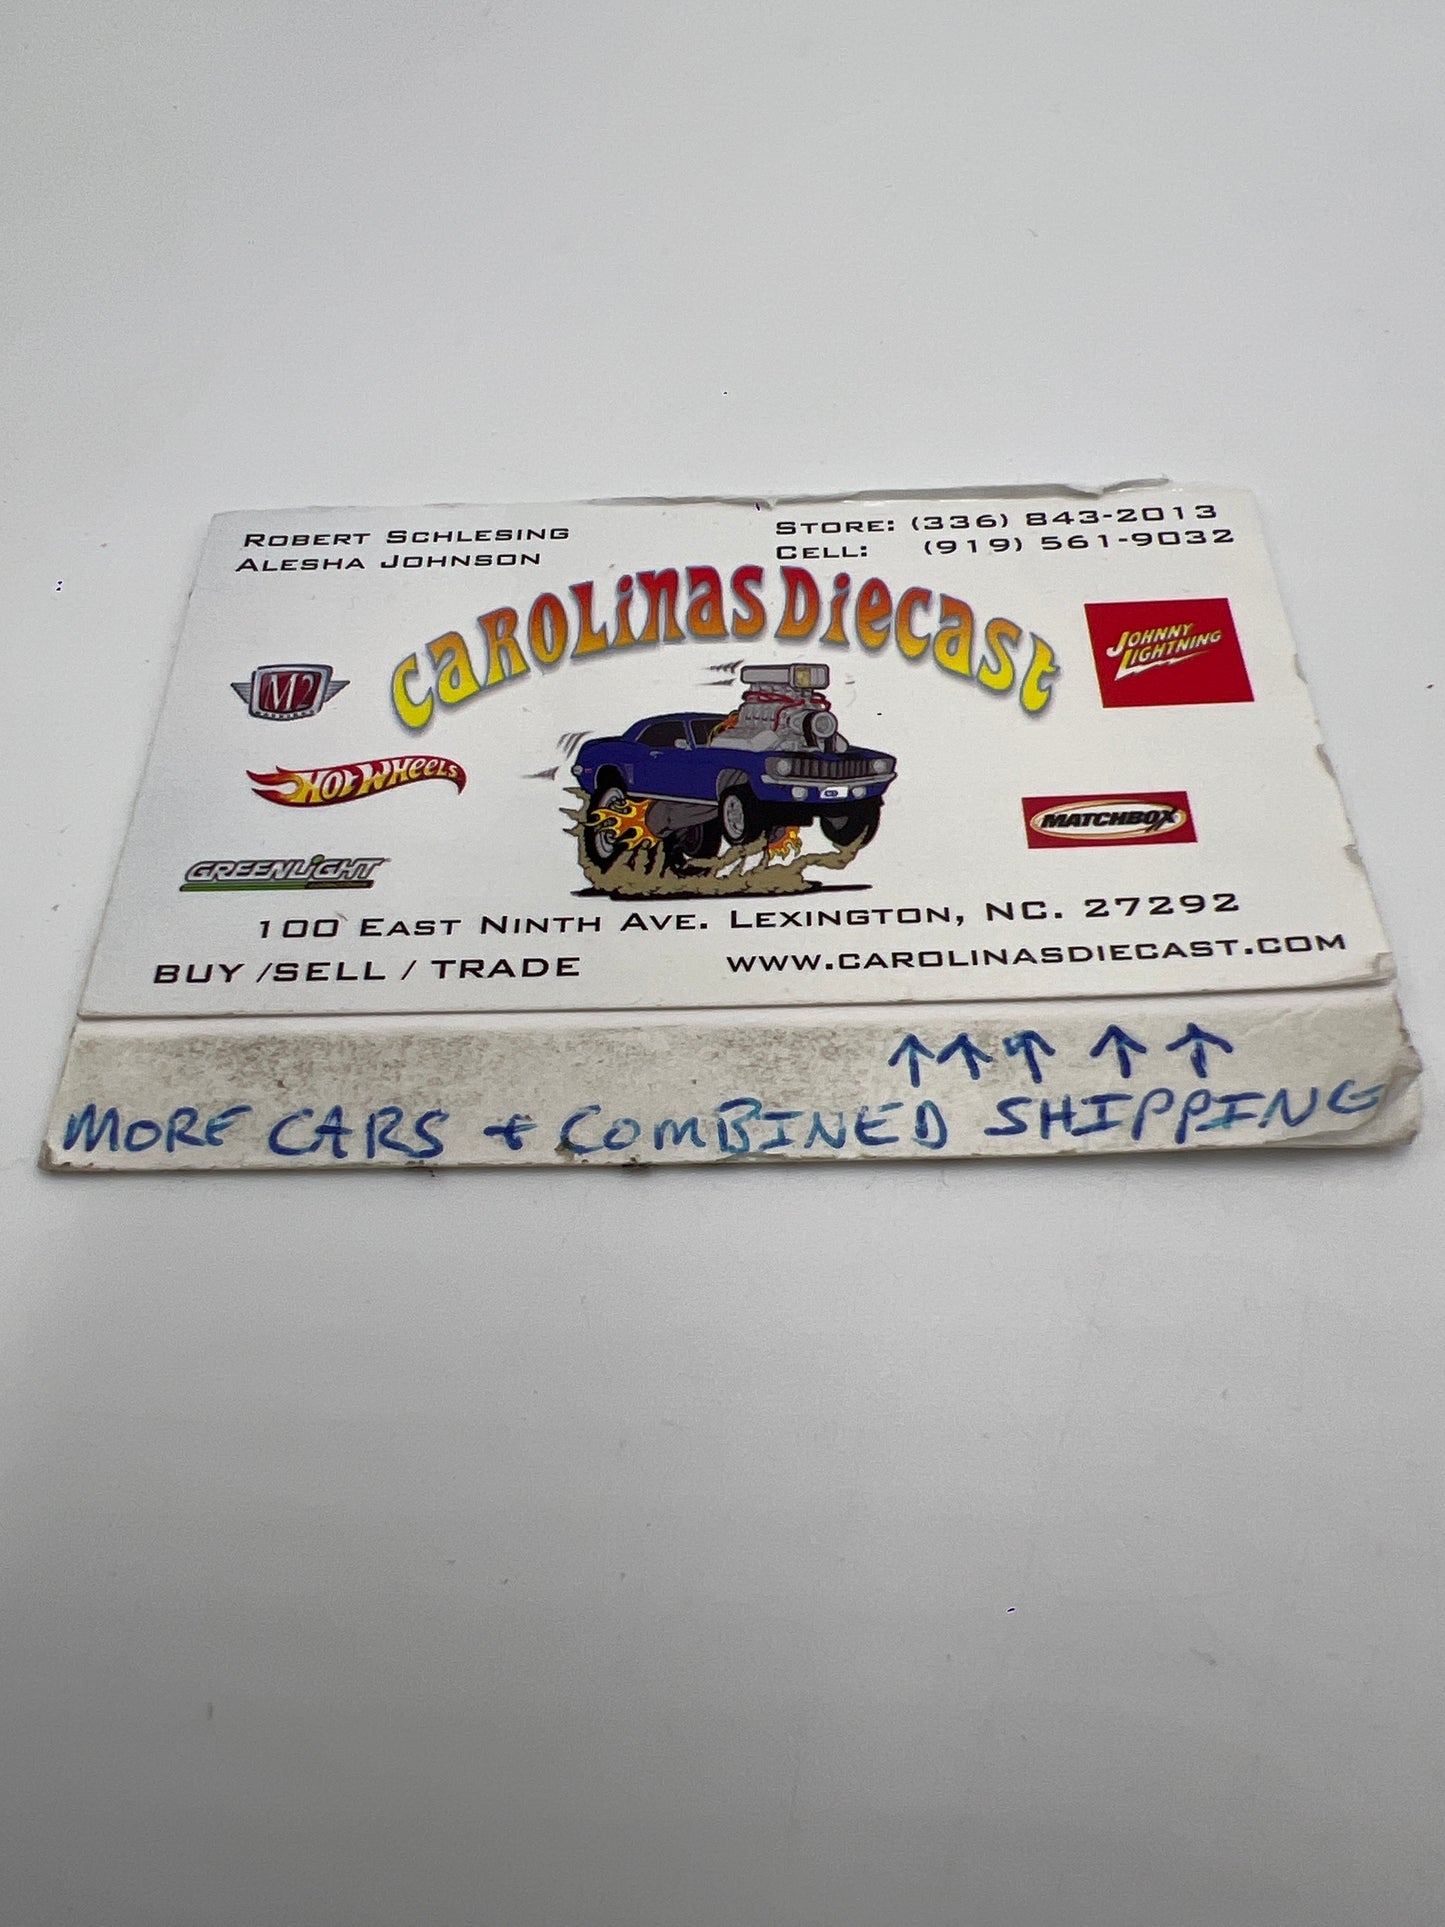 ROBERT SCHLESING
ALESHA JOHNSON
STORE: (336) 843-2013
CELL: (919) 561-9032
CAROLINAS DIECAST
M2
JOHNNY
LIGHTNING
HOT WHEELS
MATCHBOX
GREENLIGHT
100 EAST NINTH AVE. LEXINGTON, NC. 27292
BUY /SELL / TRADE
WWW.CAROLINASDIECAST.COM
↑ ↑ ↑ ↑ ↑
MORE CARS + COMBINED SHIPPING